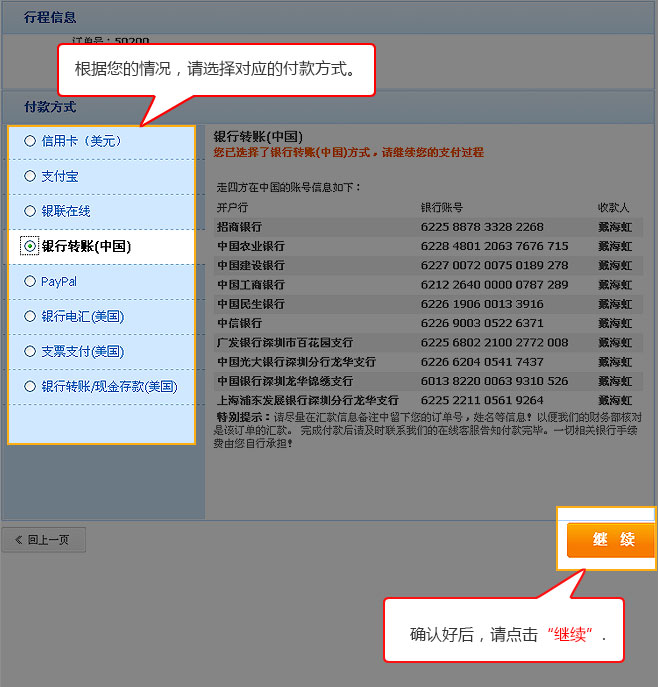 行程信息
订单号：50200
根据您的情况，请选择对应的付款方式。
付款方式
信用卡（美元）
支付宝
银联在线
银行转账(中国)
PayPal
银行电汇(美国)
支票支付(美国)
银行转账/现金存款(美国)
银行转账(中国)
您已选择了银行转账(中国)方式，请继续您的支付过程
走四方在中国的账号信息如下：
开户行 银行账号 收款人
招商银行 6225 8878 3328 2268 戴海虹
中国农业银行 6228 4801 2063 7676 715 戴海虹
中国建设银行 6227 0072 0075 0189 278 戴海虹
中国工商银行 6212 2640 0000 0787 289 戴海虹
中国民生银行 6226 1906 0013 3916 戴海虹
中信银行 6226 9003 0522 6371 戴海虹
广发银行深圳市百花园支行 6225 6802 2100 2772 008 戴海虹
中国光大银行深圳分行龙华支行 6226 6204 0541 7437 戴海虹
中国银行深圳龙华锦绣支行 6013 8220 0063 9310 526 戴海虹
上海浦东发展银行深圳分行龙华支行 6225 2211 0561 9264 戴海虹
特别提示：请尽量在汇款信息备注中留下您的订单号，姓名等信息！以便我们的财务部核对
是该订单的汇款。 完成付款后请及时联系我们的在线客服告知付款完毕。一切相关银行手续
费由您自行承担！
《 回上一页
继 续
确认好后，请点击“继续”.